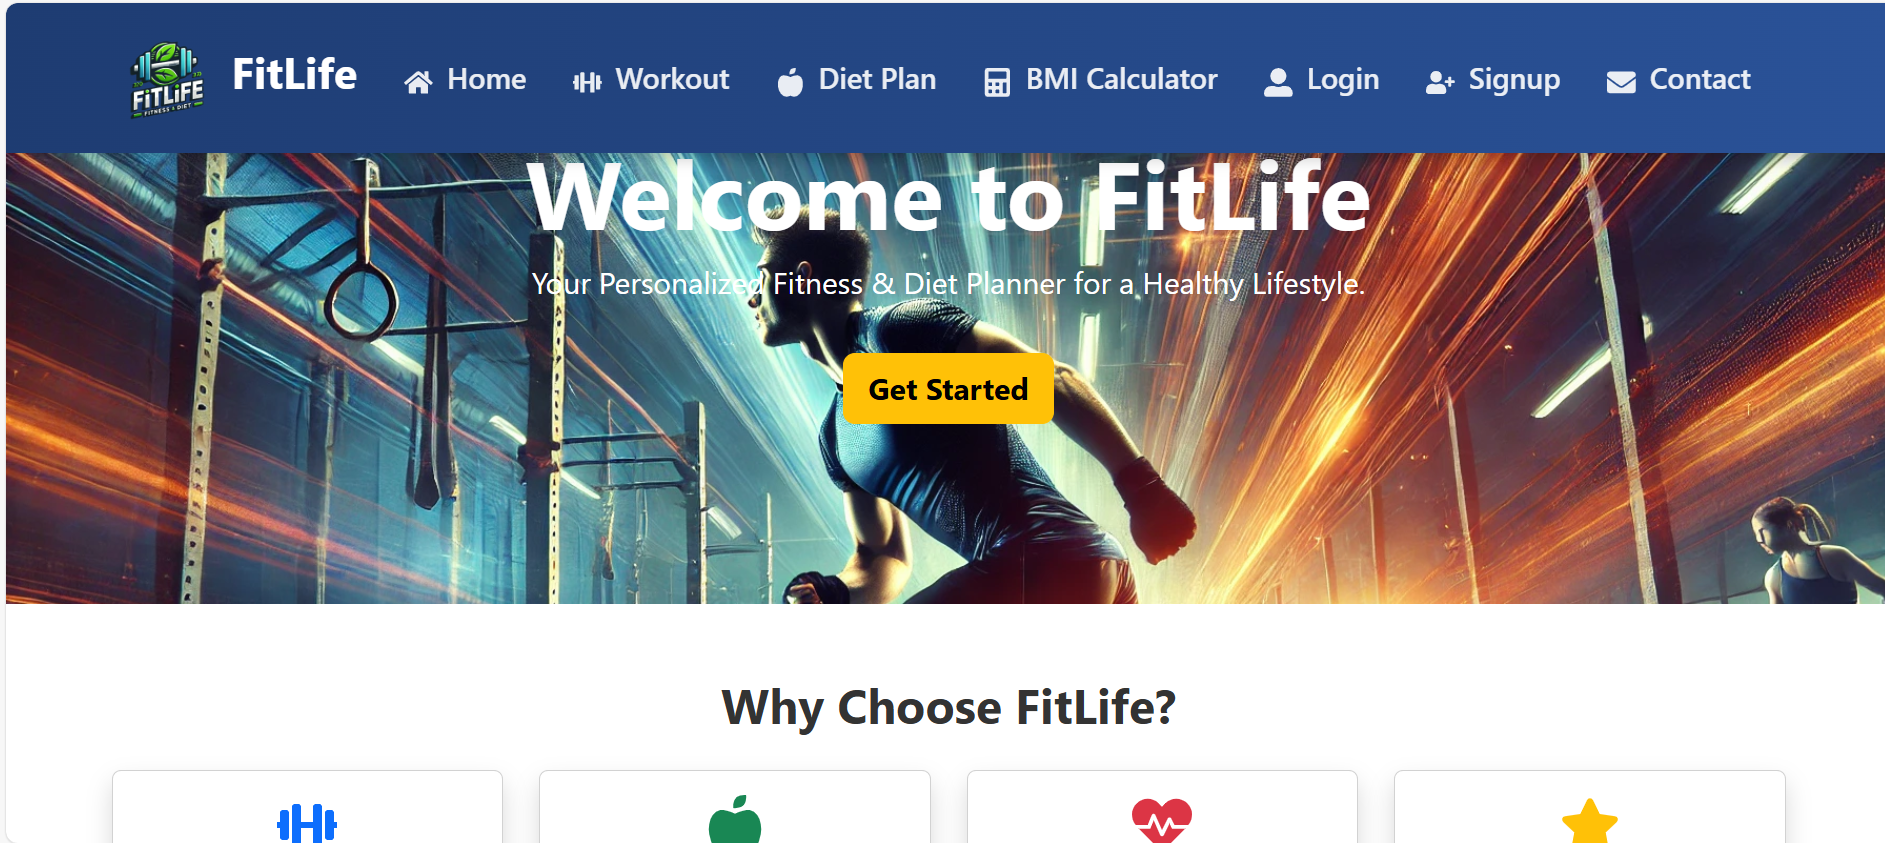 FiTLiFE
FITNESS & DIET
FitLife
Home
Workout
Diet Plan
BMI Calculator
Login
Signup
Contact
Welcome to FitLife
Your Personalized Fitness & Diet Planner for a Healthy Lifestyle.
Get Started
Why Choose FitLife?